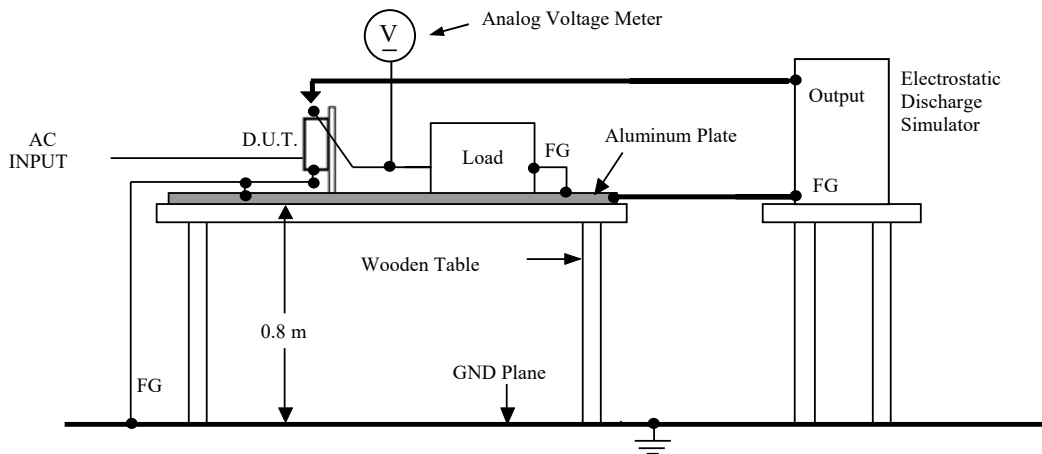 Analog Voltage Meter
V
Electrostatic
Discharge
Simulator
Output
D.U.T.
AC
INPUT
Load
FG
Aluminum Plate
FG
Wooden Table
0.8 m
GND Plane
FG